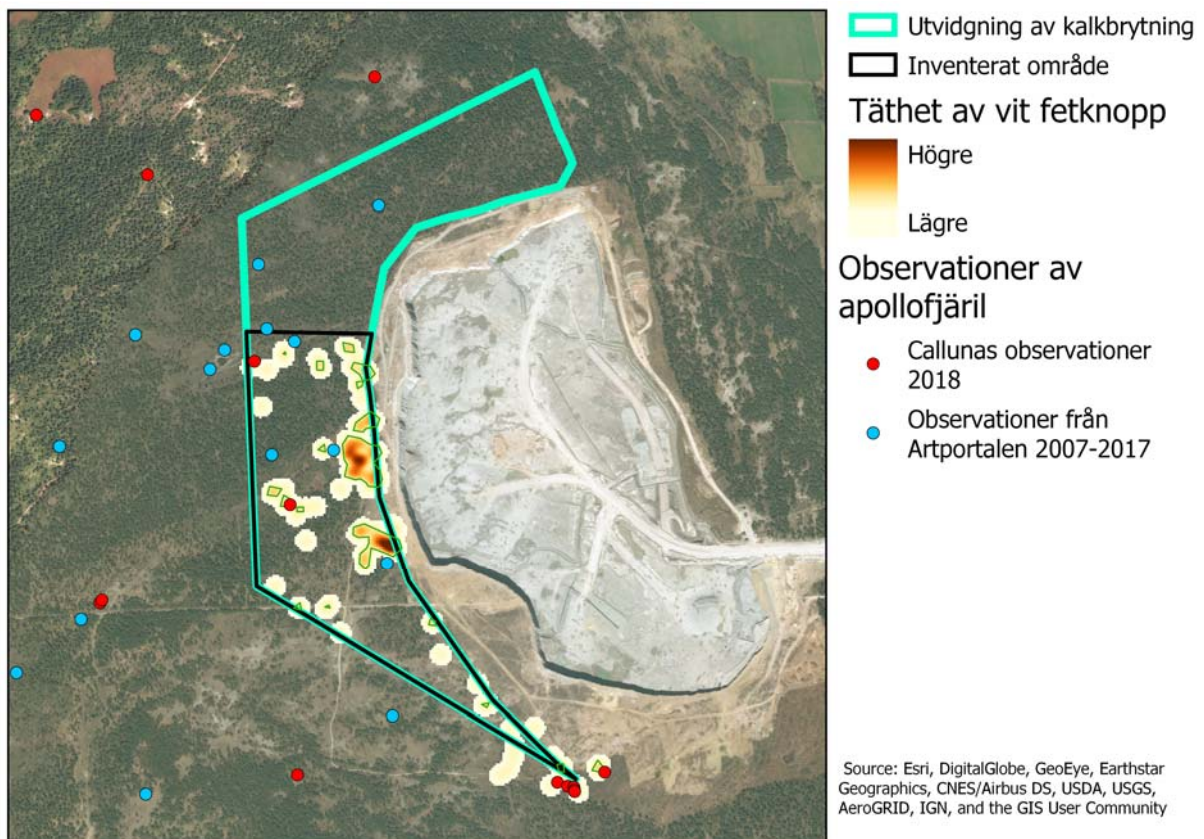 Utvidgning av kalkbrytning
Inventerat område
Täthet av vit fetknopp
Högre
Lägre
Observationer av
apollofjäril
Callunas observationer
2018
Observationer från
Artportalen 2007-2017
Source: Esri, DigitalGlobe, GeoEye, Earthstar
Geographics, CNES/Airbus DS, USDA, USGS,
AeroGRID, IGN, and the GIS User Community